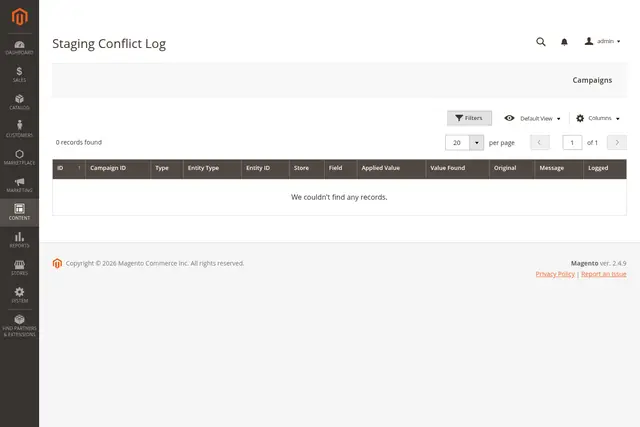 Staging Conflict Log
admin
Campaigns
Filters
Default View
Columns
0 records found
20
per page
1
of 1
ID
Campaign ID
Type
Entity Type
Entity ID
Store
Field
Applied Value
Value Found
Original
Message
Logged
We couldn't find any records.
DASHBOARD
SALES
CATALOG
CUSTOMERS
MARKETPLACE
MARKETING
CONTENT
REPORTS
STORES
SYSTEM
FIND PARTNERS
& EXTENSIONS
Copyright © 2026 Magento Commerce Inc. All rights reserved.
Magento ver. 2.4.9
Privacy Policy | Report an Issue